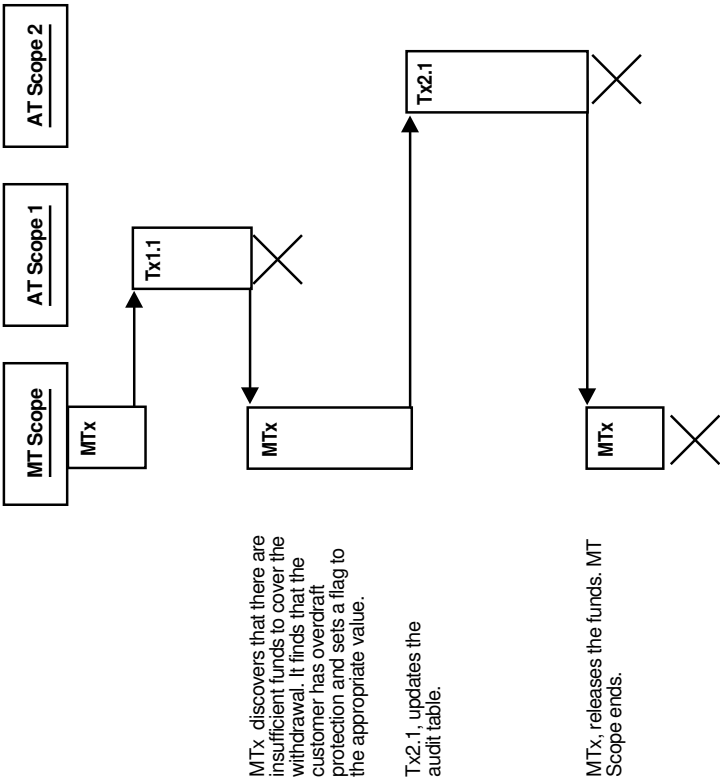 MT Scope
AT Scope 1
AT Scope 2
MTx
Tx1.1
MTx discovers that there are
insufficient funds to cover the
withdrawal. It finds that the
customer has overdraft
protection and sets a flag to
the appropriate value.
MTx
Tx2.1, updates the
audit table.
Tx2.1
MTx, releases the funds. MT
Scope ends.
MTx